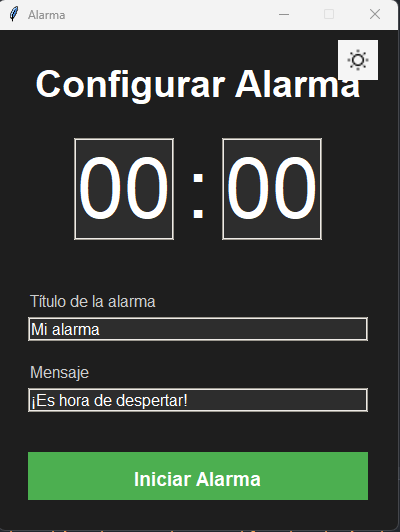 Alarma
Configurar Alarma
00:00
Título de la alarma
Mi alarma
Mensaje
¡Es hora de despertar!
Iniciar Alarma